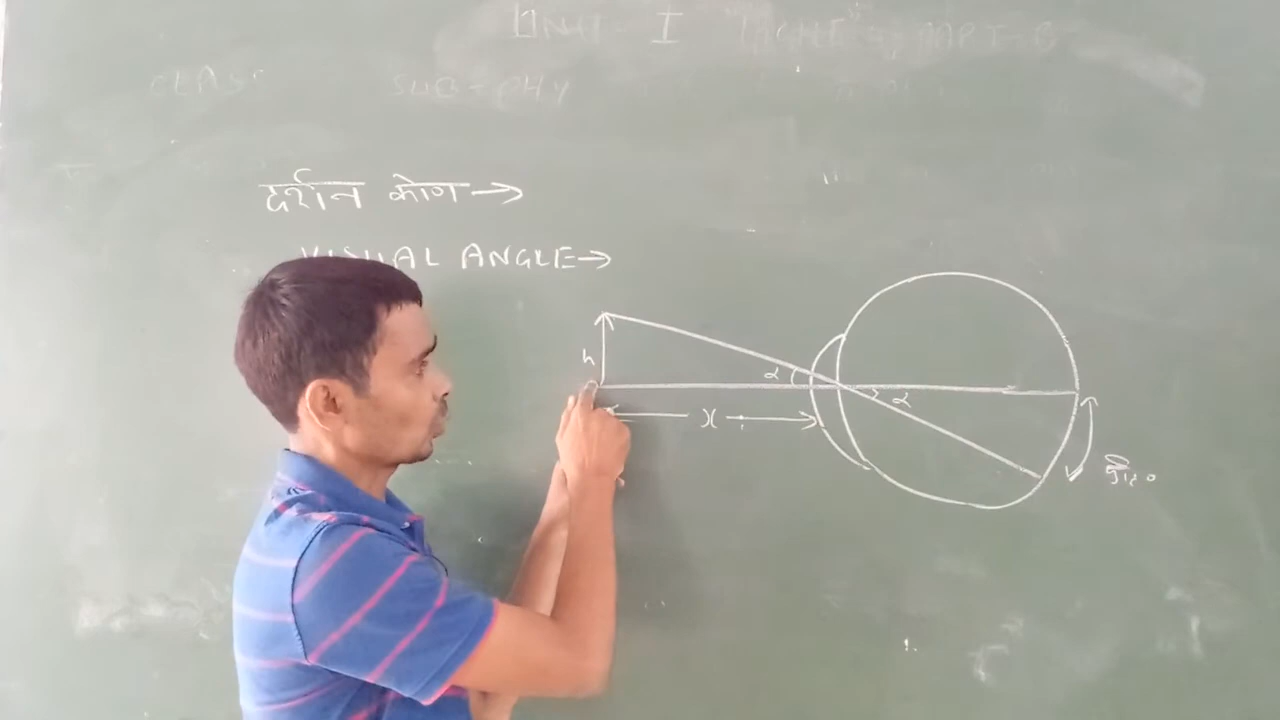 UNIT - I
CLASS
SUB = PHY
दर्शन कोण →
VISUAL ANGLE →
h
α
α
x